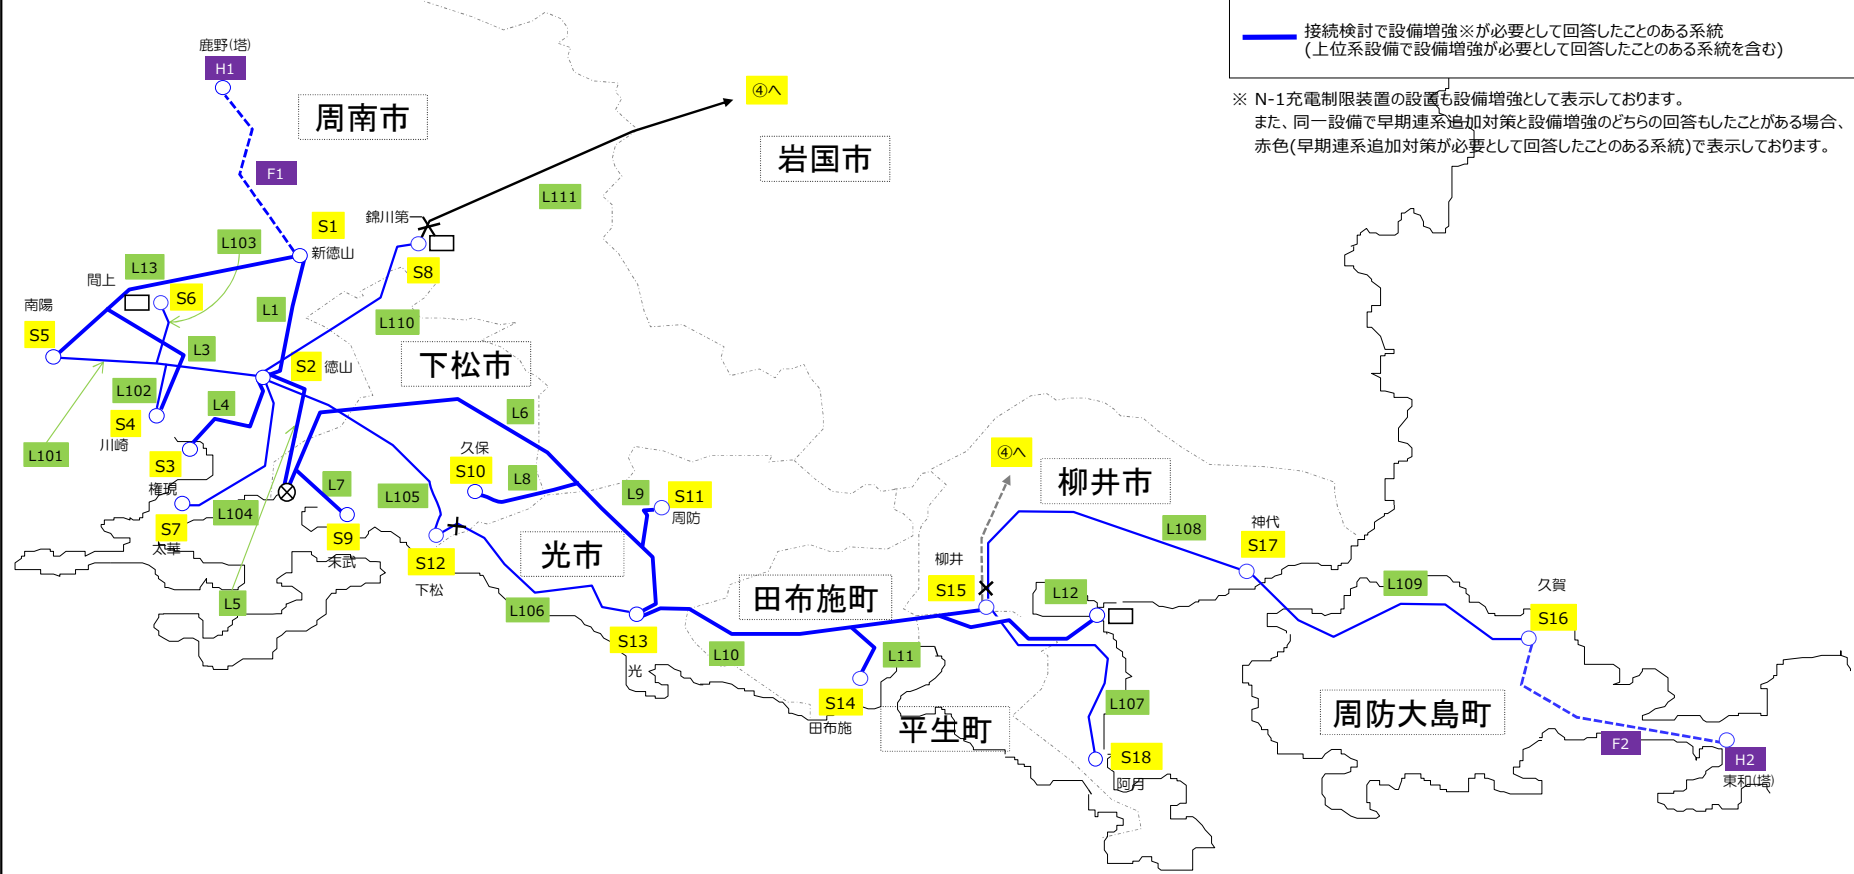 接続検討で設備増強※が必要として回答したことのある系統
(上位系設備で設備増強が必要として回答したことのある系統を含む)
※ N-1充電制限装置の設置も設備増強として表示しております。
また、同一設備で早期連系追加対策と設備増強のどちらの回答もしたことがある場合、
赤色(早期連系追加対策が必要として回答したことのある系統)で表示しております。
鹿野(塔)
H1
周南市
④へ
岩国市
F1
L111
錦川第一
S1
新徳山
L103
S8
L13
間上
S6
南陽
L1
L110
S5
L3
下松市
S2
徳山
L102
L4
L6
S4
川崎
久保
④へ
L101
S3
S10
L8
柳井市
権現
L7
L105
L9
S11
周防
L104
L108
神代
S7
太華
S9
末武
光市
S17
S12
下松
柳井
S15
L12
L109
久賀
田布施町
L5
L106
S13
S16
光
L10
L11
S14
田布施
L107
平生町
周防大島町
S18
阿月
F2
H2
東和(塔)